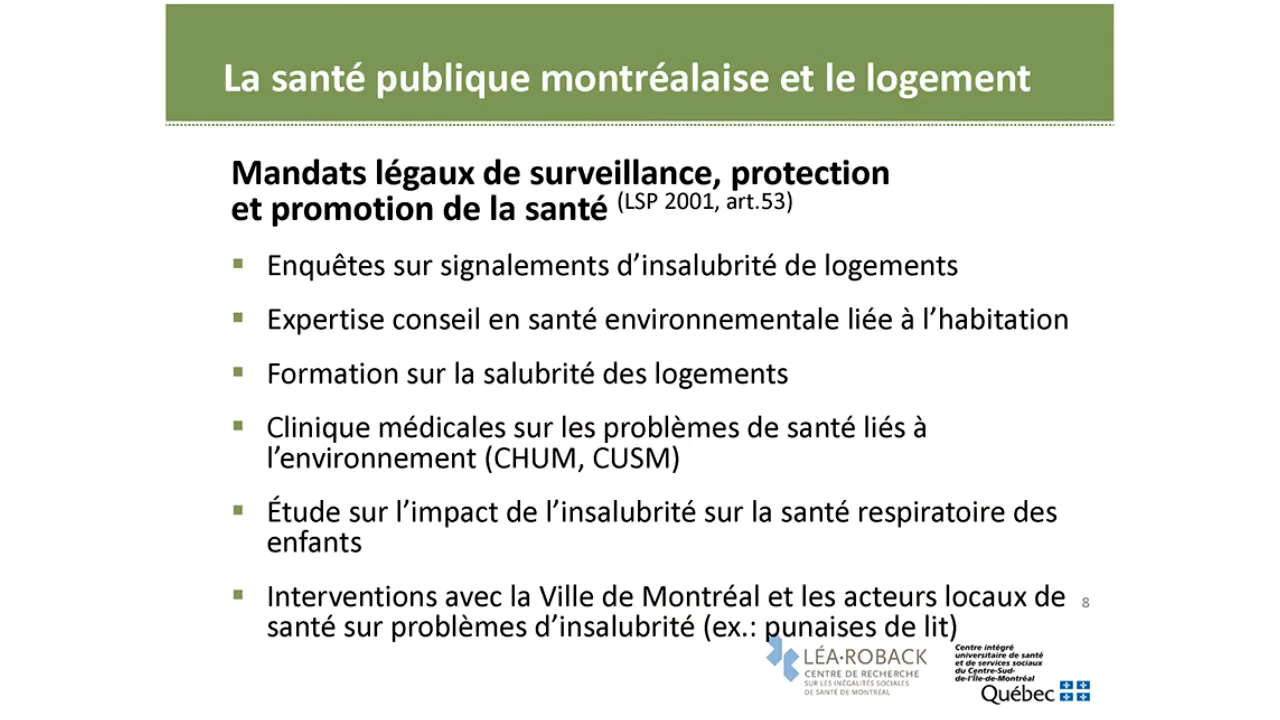 La santé publique montréalaise et le logement
Mandats légaux de surveillance, protection
et promotion de la santé (LSP 2001, art.53)
▪ Enquêtes sur signalements d’insalubrité de logements
▪ Expertise conseil en santé environnementale liée à l’habitation
▪ Formation sur la salubrité des logements
▪ Clinique médicales sur les problèmes de santé liés à
l’environnement (CHUM, CUSM)
▪ Étude sur l’impact de l’insalubrité sur la santé respiratoire des
enfants
▪ Interventions avec la Ville de Montréal et les acteurs locaux de
santé sur problèmes d’insalubrité (ex.: punaises de lit)
8
LÉA·ROBACK
CENTRE DE RECHERCHE
SUR LES INÉGALITÉS SOCIALES
DE SANTÉ DE MONTRÉAL
Centre intégré
universitaire de santé
et de services sociaux
du Centre-Sud-
de-l’Île-de-Montréal
Québec